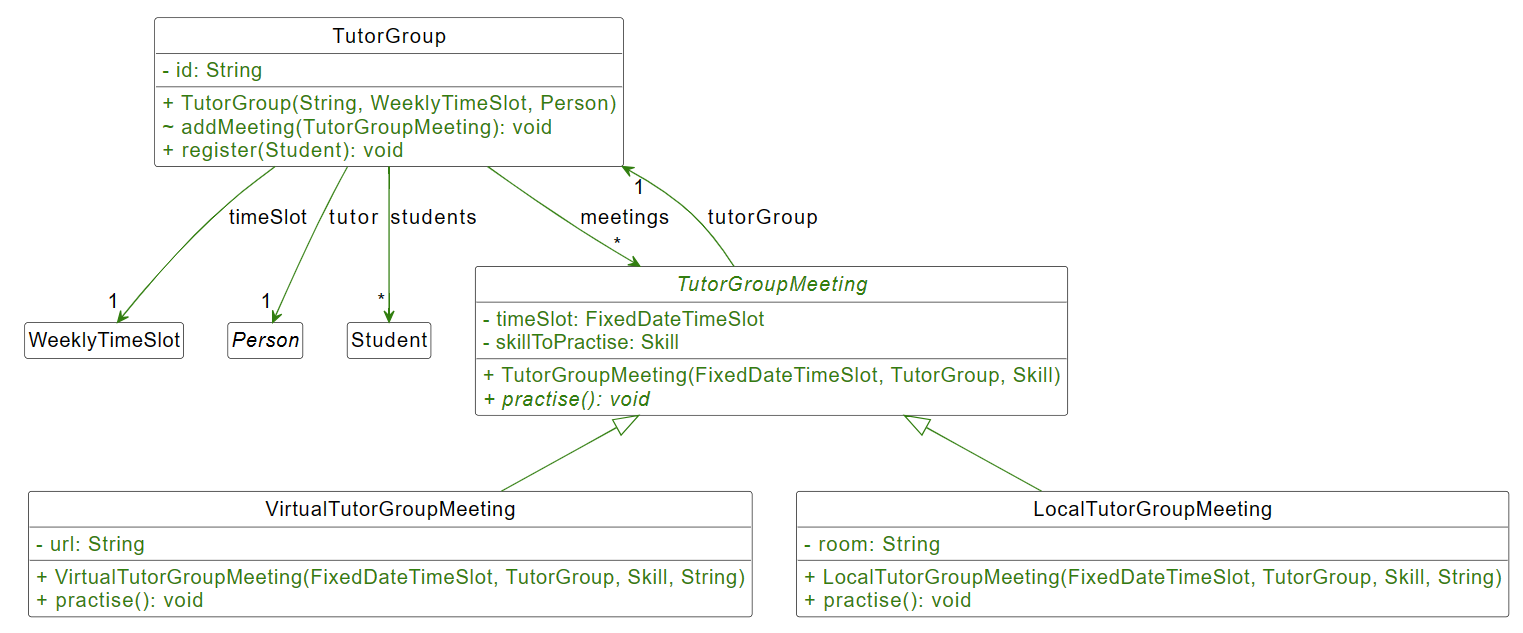 TutorGroup
- id: String
+ TutorGroup(String, WeeklyTimeSlot, Person)
~ addMeeting(TutorGroupMeeting): void
+ register(Student): void
timeSlot
tutor
students
meetings
tutorGroup
1
1
1
*
*
WeeklyTimeSlot
Person
Student
TutorGroupMeeting
- timeSlot: FixedDateTimeSlot
- skillToPractise: Skill
+ TutorGroupMeeting(FixedDateTimeSlot, TutorGroup, Skill)
+ practise(): void
VirtualTutorGroupMeeting
- url: String
+ VirtualTutorGroupMeeting(FixedDateTimeSlot, TutorGroup, Skill, String)
+ practise(): void
LocalTutorGroupMeeting
- room: String
+ LocalTutorGroupMeeting(FixedDateTimeSlot, TutorGroup, Skill, String)
+ practise(): void